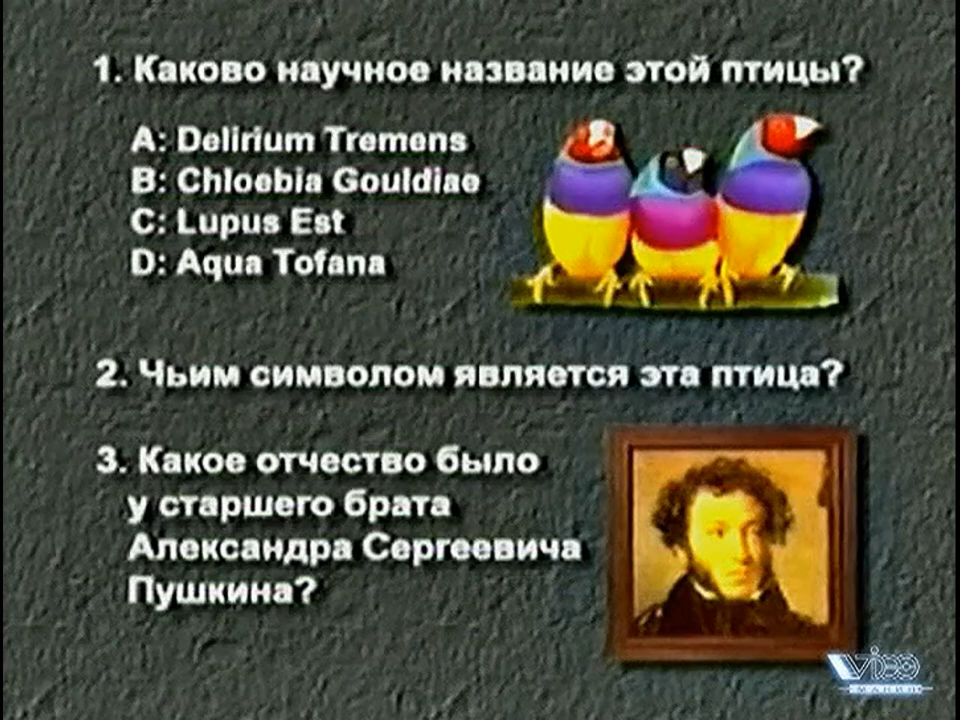 1. Каково научное название этой птицы?
A: Delirium Tremens
B: Chloebia Gouldiae
C: Lupus Est
D: Aqua Tofana
2. Чьим символом является эта птица?
3. Какое отчество было
у старшего брата
Александра Сергеевича
Пушкина?
Video